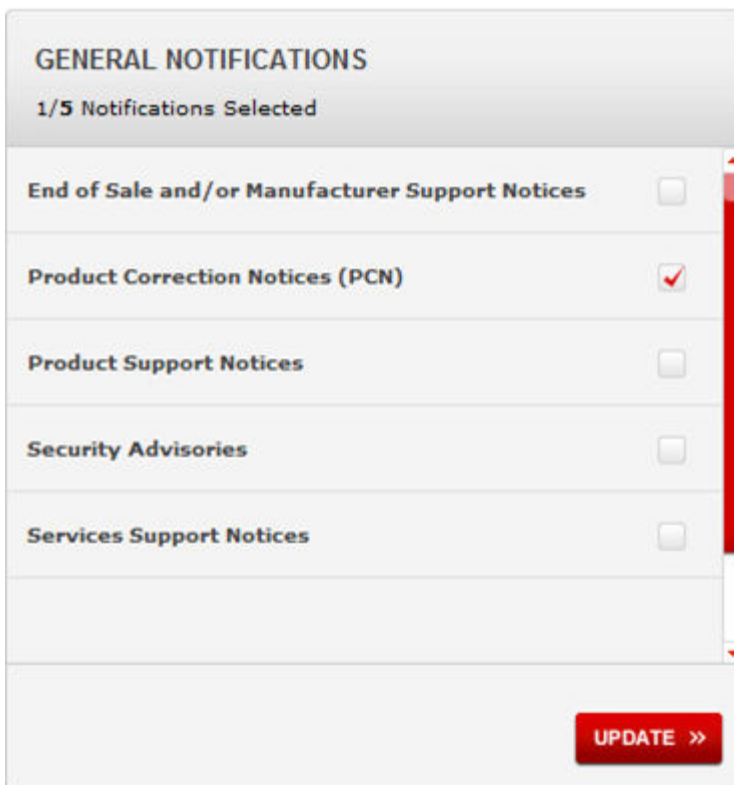 GENERAL NOTIFICATIONS
1/5 Notifications Selected
End of Sale and/or Manufacturer Support Notices
Product Correction Notices (PCN)
Product Support Notices
Security Advisories
Services Support Notices
UPDATE »